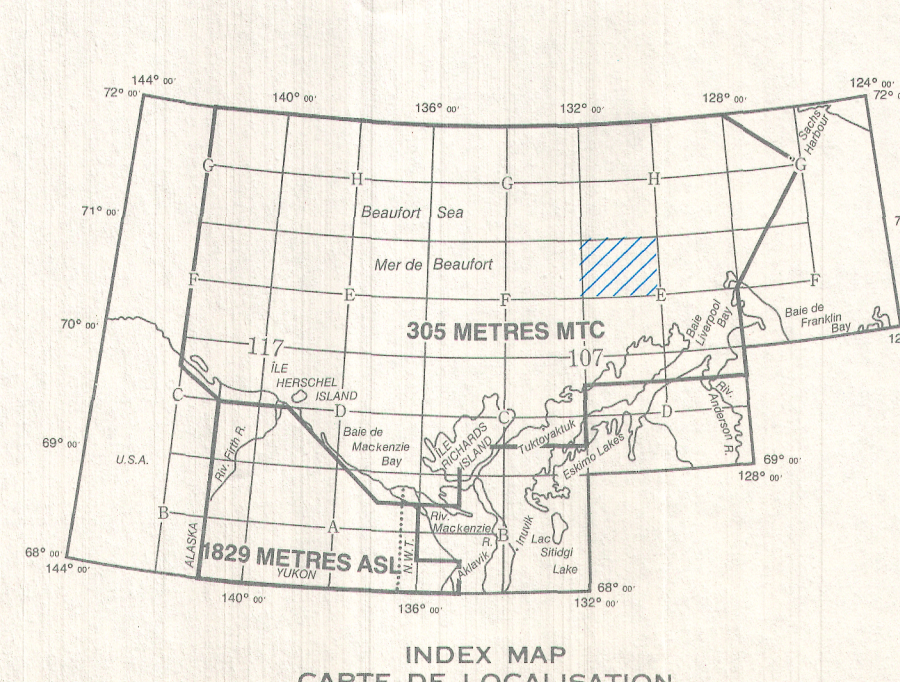 144° 00'
124° 00'
72° 00'
140° 00'
136° 00'
132° 00'
128° 00'
72°
Sachs
Harbour
G
H
G
H
G
71° 00'
Beaufort Sea
Mer de Beaufort
F
E
F
E
F
70° 00'
305 METRES MTC
Baie
Liverpool
Bay
Baie de
Franklin
Bay
117
107
ÎLE
HERSCHEL
ISLAND
C
D
C
D
Baie de
Mackenzie
Bay
ÎLE
RICHARDS
ISLAND
Tuktoyaktuk
Eskimo Lakes
Riv.
Anderson R.
69° 00'
69° 00'
128° 00'
U.S.A.
Riv. Firth R.
B
A
B
Riv.
Mackenzie
R.
Inuvik
Lac
Sitidgi
Lake
ALASKA
1829 METRES ASL
YUKON
N.W.T.
Aklavik
68° 00'
144° 00'
68° 00'
140° 00'
136° 00'
132° 00'
INDEX MAP
CARTE DE LOCALISATION